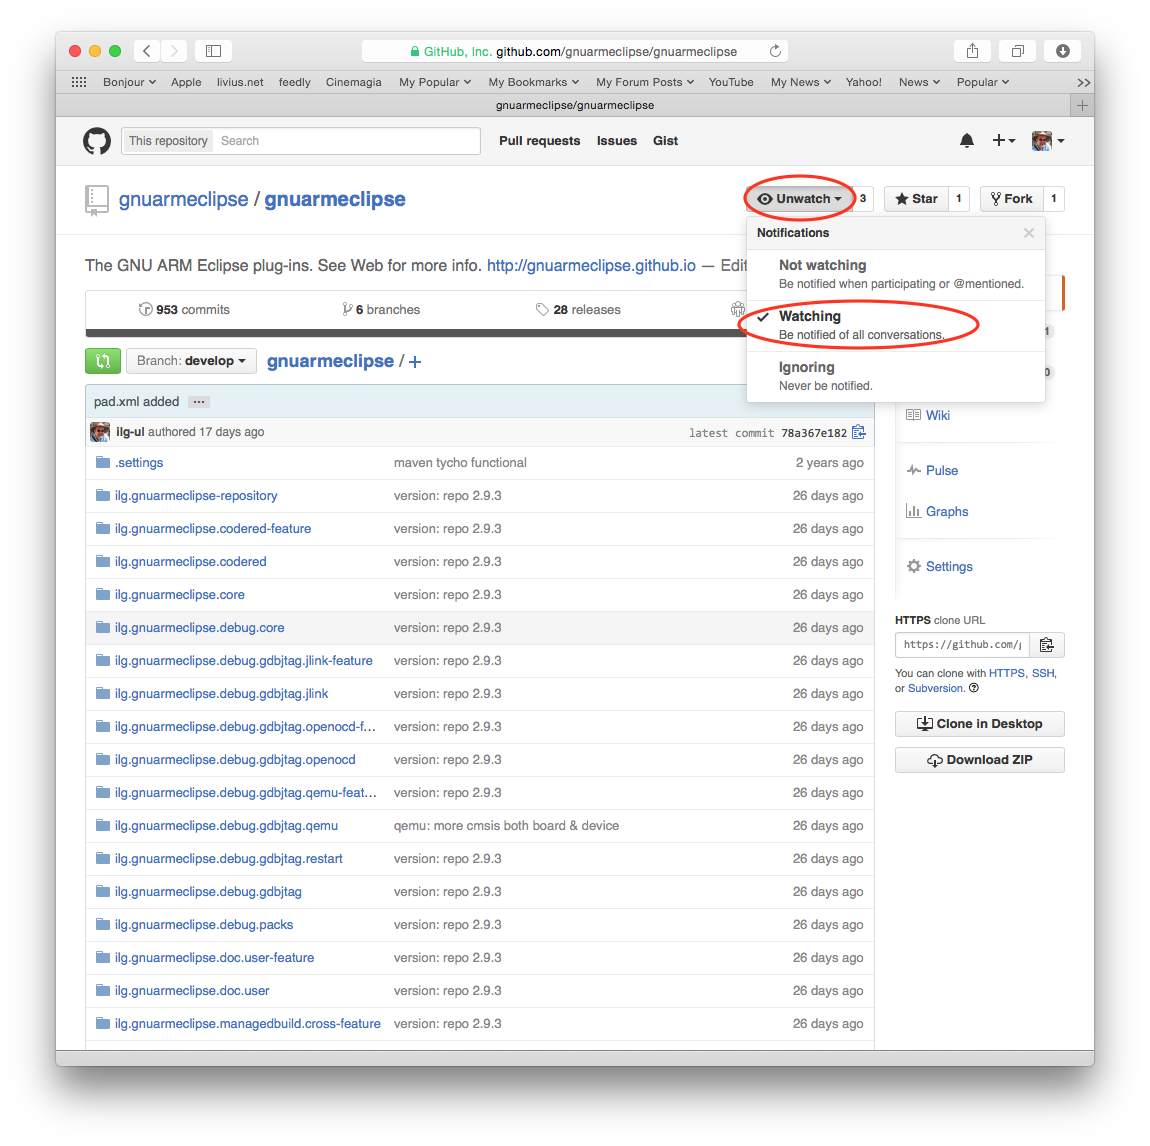 GitHub, Inc. github.com/gnuarmeclipse/gnuarmeclipse
Bonjour Apple livius.net feedly Cinemagia My Popular My Bookmarks My Forum Posts YouTube My News Yahoo! News Popular >>
gnuarmeclipse/gnuarmeclipse +
This repository Search Pull requests Issues Gist
gnuarmeclipse / gnuarmeclipse Unwatch 3 Star 1 Fork 1
Notifications
The GNU ARM Eclipse plug-ins. See Web for more info. http://gnuarmeclipse.github.io — Edit
Not watching
Be notified when participating or @mentioned.
953 commits 6 branches 28 releases
Watching
Be notified of all conversations.
1
Branch: develop gnuarmeclipse / +
Ignoring
Never be notified.
0
pad.xml added ...
Wiki
ilg-ul authored 17 days ago latest commit 78a367e182
.settings maven tycho functional 2 years ago
Pulse
ilg.gnuarmeclipse-repository version: repo 2.9.3 26 days ago
Graphs
ilg.gnuarmeclipse.codered-feature version: repo 2.9.3 26 days ago
ilg.gnuarmeclipse.codered version: repo 2.9.3 26 days ago
Settings
ilg.gnuarmeclipse.core version: repo 2.9.3 26 days ago
HTTPS clone URL
ilg.gnuarmeclipse.debug.core version: repo 2.9.3 26 days ago
https://github.com/
ilg.gnuarmeclipse.debug.gdbjtag.jlink-feature version: repo 2.9.3 26 days ago
You can clone with HTTPS, SSH,
or Subversion.
ilg.gnuarmeclipse.debug.gdbjtag.jlink version: repo 2.9.3 26 days ago
Clone in Desktop
ilg.gnuarmeclipse.debug.gdbjtag.openocd-f... version: repo 2.9.3 26 days ago
ilg.gnuarmeclipse.debug.gdbjtag.openocd version: repo 2.9.3 26 days ago
Download ZIP
ilg.gnuarmeclipse.debug.gdbjtag.qemu-feat... version: repo 2.9.3 26 days ago
ilg.gnuarmeclipse.debug.gdbjtag.qemu qemu: more cmsis both board & device 26 days ago
ilg.gnuarmeclipse.debug.gdbjtag.restart version: repo 2.9.3 26 days ago
ilg.gnuarmeclipse.debug.gdbjtag version: repo 2.9.3 26 days ago
ilg.gnuarmeclipse.debug.packs version: repo 2.9.3 26 days ago
ilg.gnuarmeclipse.doc.user-feature version: repo 2.9.3 26 days ago
ilg.gnuarmeclipse.doc.user version: repo 2.9.3 26 days ago
ilg.gnuarmeclipse.managedbuild.cross-feature version: repo 2.9.3 26 days ago